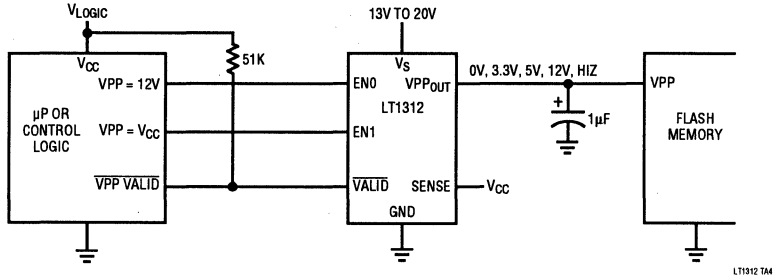 VLOGIC
13V TO 20V
VCC
51K
VS
0V, 3.3V, 5V, 12V, HIZ
VPP = 12V
EN0
VPPOUT
VPP
LT1312
µP OR
CONTROL
LOGIC
VPP = VCC
EN1
+
1µF
FLASH
MEMORY
VPP VALID
VALID
SENSE
VCC
GND
LT1312 TA4